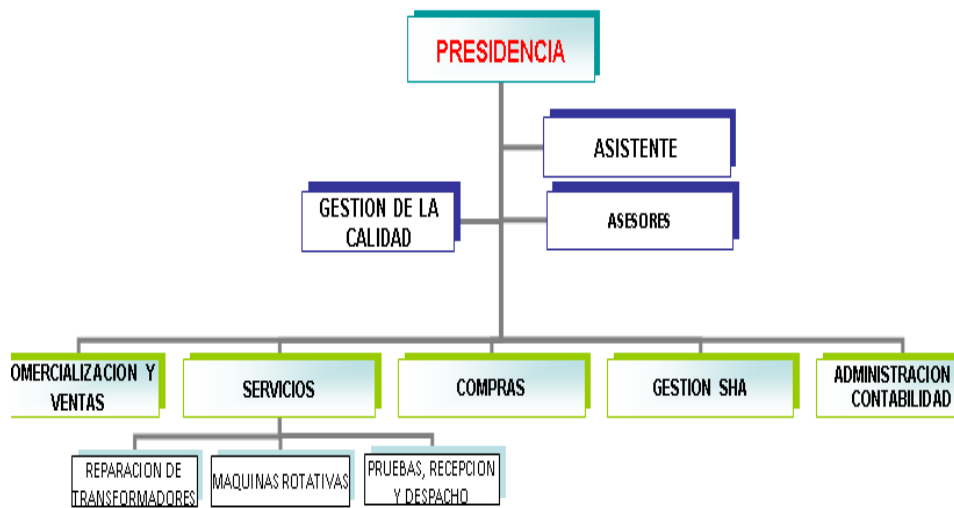 PRESIDENCIA
ASISTENTE
GESTION DE LA
CALIDAD
ASESORES
OMERCIALIZACION Y
VENTAS
SERVICIOS
COMPRAS
GESTION SHA
ADMINISTRACION
CONTABILIDAD
REPARACION DE
TRANSFORMADORES
MAQUINAS ROTATIVAS
PRUEBAS, RECEPCION
Y DESPACHO